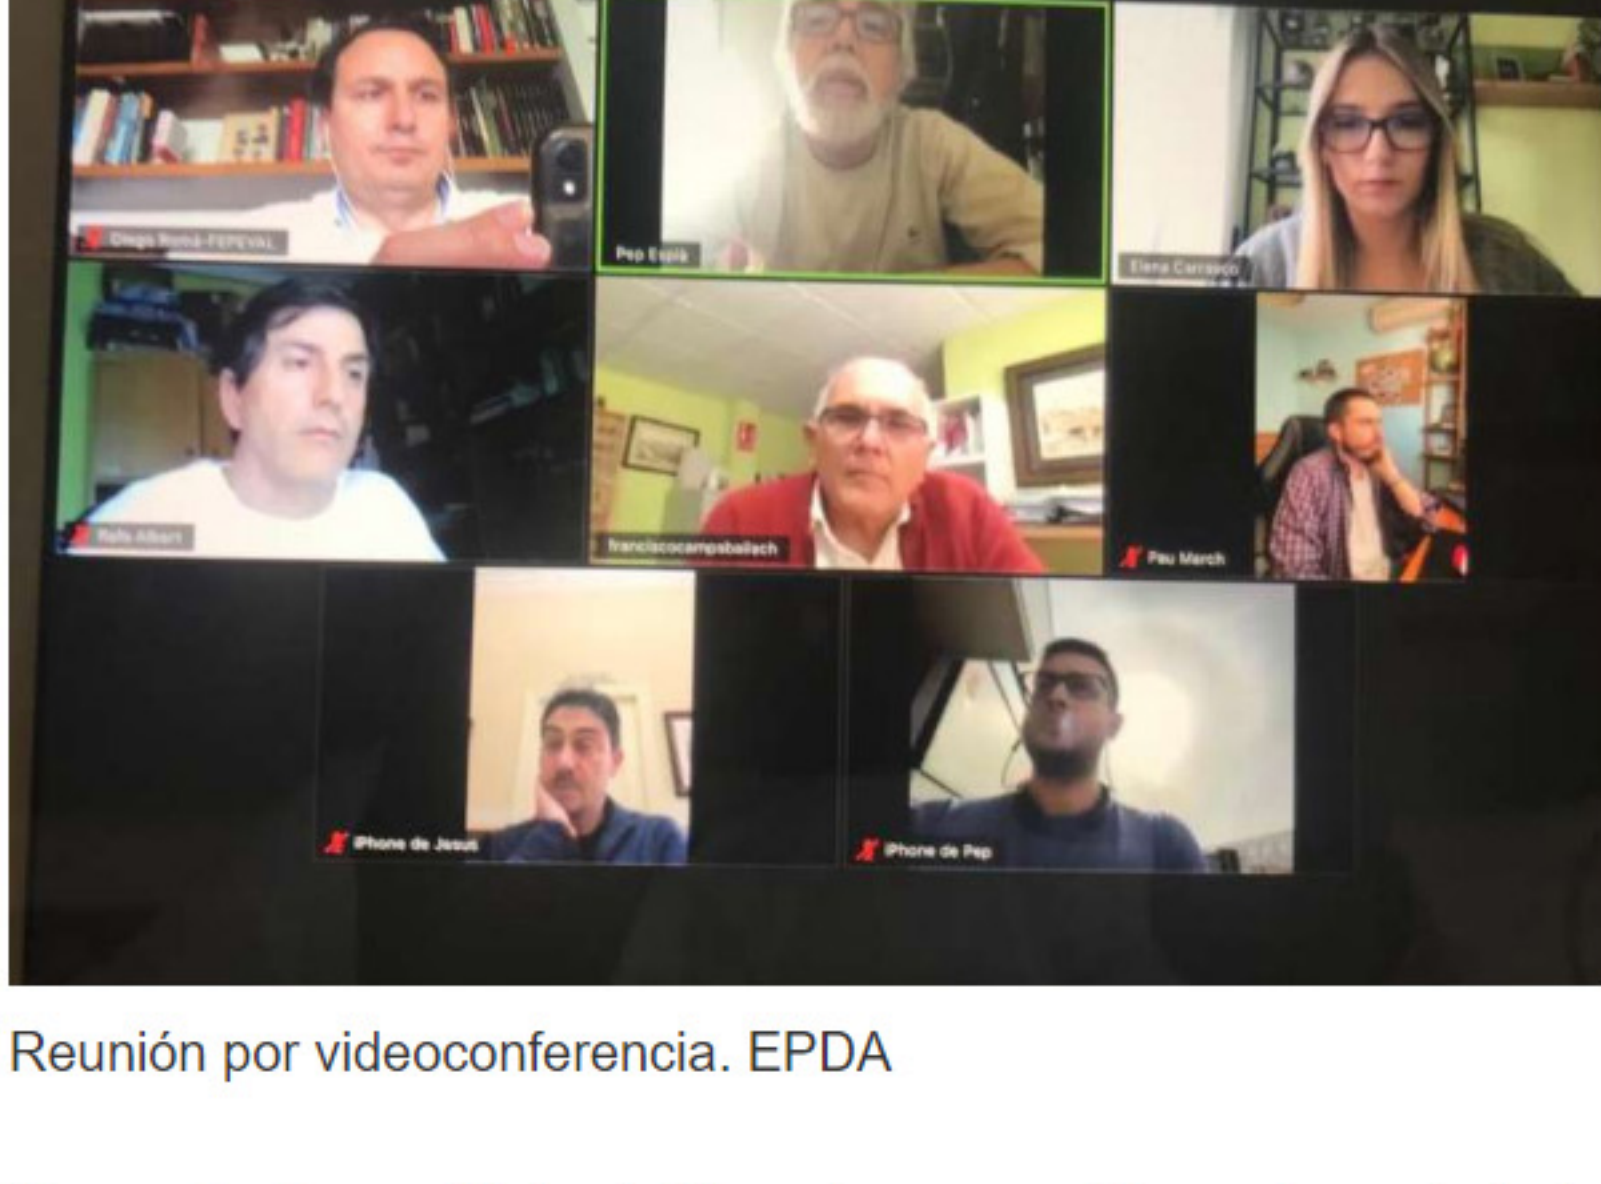 Diego Romá-FEPEVAL
Pep Espiá
Elena Carrasco
Rafa Albert
franciscocampsballach
Pau March
iPhone de Jesus
iPhone de Pep
Reunión por videoconferencia. EPDA